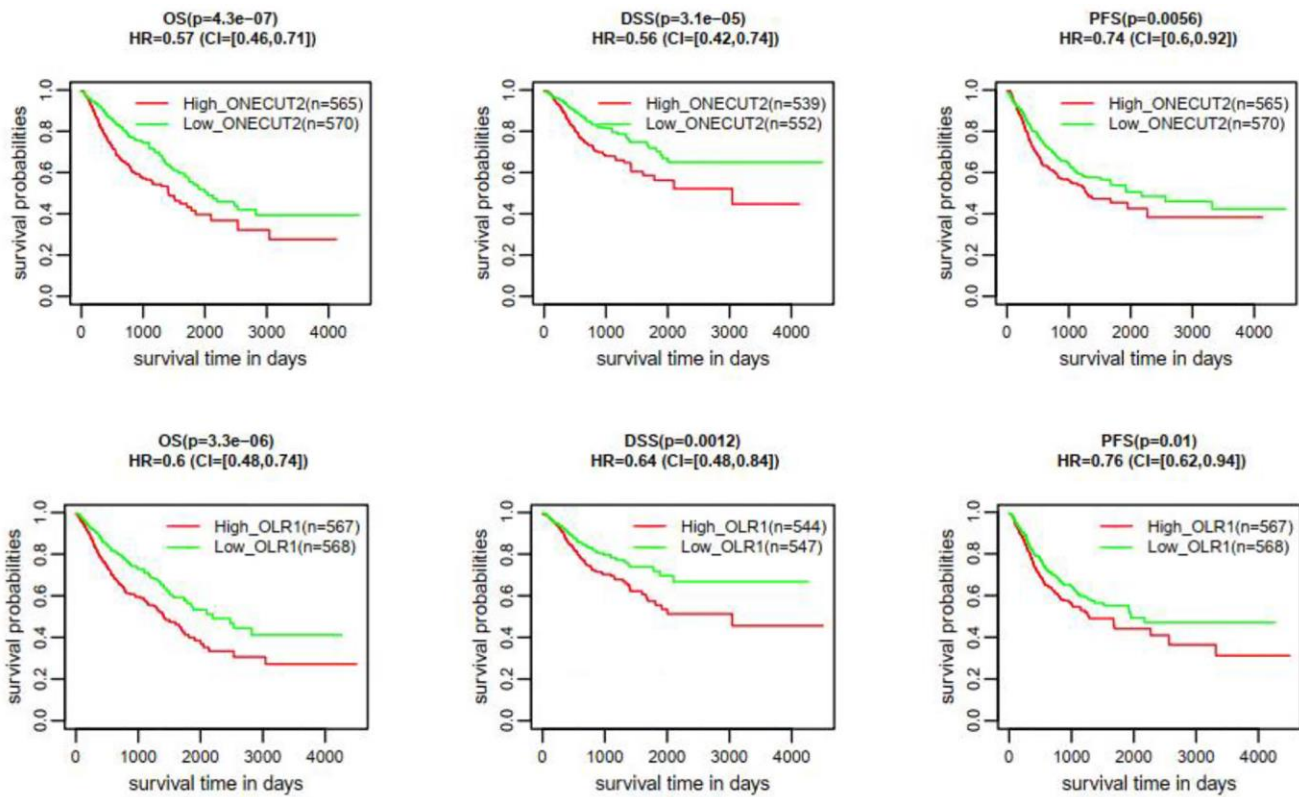 OS(p=4.3e−07)
HR=0.57 (CI=[0.46,0.71])
survival probabilities
0.0 0.2 0.4 0.6 0.8 1.0
High_ONECUT2(n=565)
Low_ONECUT2(n=570)
0 1000 2000 3000 4000
survival time in days
DSS(p=3.1e−05)
HR=0.56 (CI=[0.42,0.74])
survival probabilities
0.0 0.2 0.4 0.6 0.8 1.0
High_ONECUT2(n=539)
Low_ONECUT2(n=552)
0 1000 2000 3000 4000
survival time in days
PFS(p=0.0056)
HR=0.74 (CI=[0.6,0.92])
survival probabilities
0.0 0.2 0.4 0.6 0.8 1.0
High_ONECUT2(n=565)
Low_ONECUT2(n=570)
0 1000 2000 3000 4000
survival time in days
OS(p=3.3e−06)
HR=0.6 (CI=[0.48,0.74])
survival probabilities
0.0 0.2 0.4 0.6 0.8 1.0
High_OLR1(n=567)
Low_OLR1(n=568)
0 1000 2000 3000 4000
survival time in days
DSS(p=0.0012)
HR=0.64 (CI=[0.48,0.84])
survival probabilities
0.0 0.2 0.4 0.6 0.8 1.0
High_OLR1(n=544)
Low_OLR1(n=547)
0 1000 2000 3000 4000
survival time in days
PFS(p=0.01)
HR=0.76 (CI=[0.62,0.94])
survival probabilities
0.0 0.2 0.4 0.6 0.8 1.0
High_OLR1(n=567)
Low_OLR1(n=568)
0 1000 2000 3000 4000
survival time in days